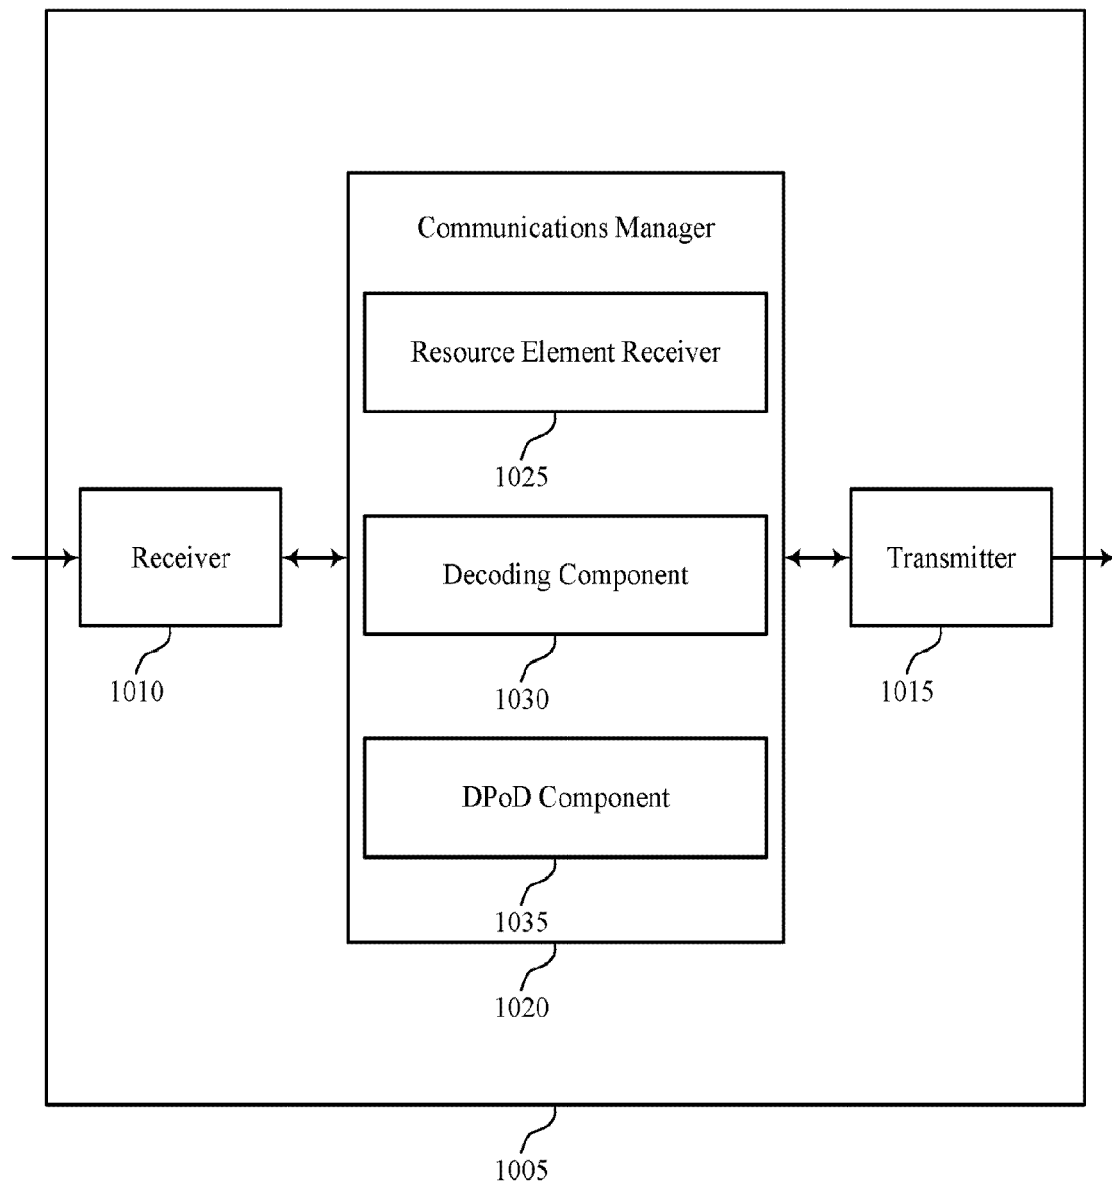 Communications Manager
Resource Element Receiver
1025
Receiver
1010
Decoding Component
1030
Transmitter
1015
DPoD Component
1035
1020
1005